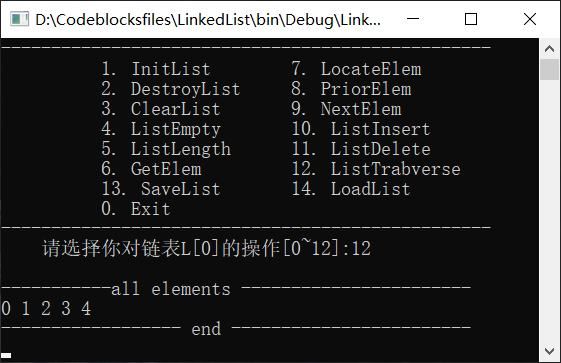 D:\Codeblocksfiles\LinkedList\bin\Debug\Link...
-------------------------------------------------
1. InitList 7. LocateElem
2. DestroyList 8. PriorElem
3. ClearList 9. NextElem
4. ListEmpty 10. ListInsert
5. ListLength 11. ListDelete
6. GetElem 12. ListTrabverse
13. SaveList 14. LoadList
0. Exit
-------------------------------------------------
请选择你对链表L[0]的操作[0~12]:12
-----------all elements -----------------------
0 1 2 3 4
------------------ end ------------------------